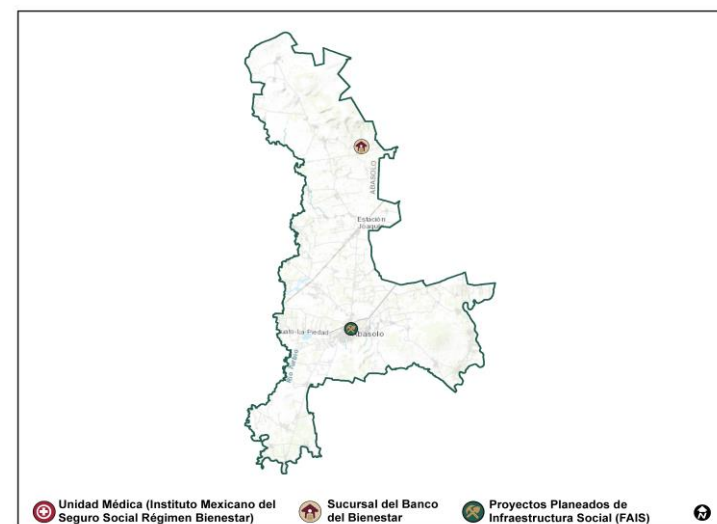 ABASOLO
Estación
Joaquín
Abasolo
Unidad Médica (Instituto Mexicano del
Seguro Social Régimen Bienestar)
Sucursal del Banco
del Bienestar
Proyectos Planeados de
Infraestructura Social (FAIS)